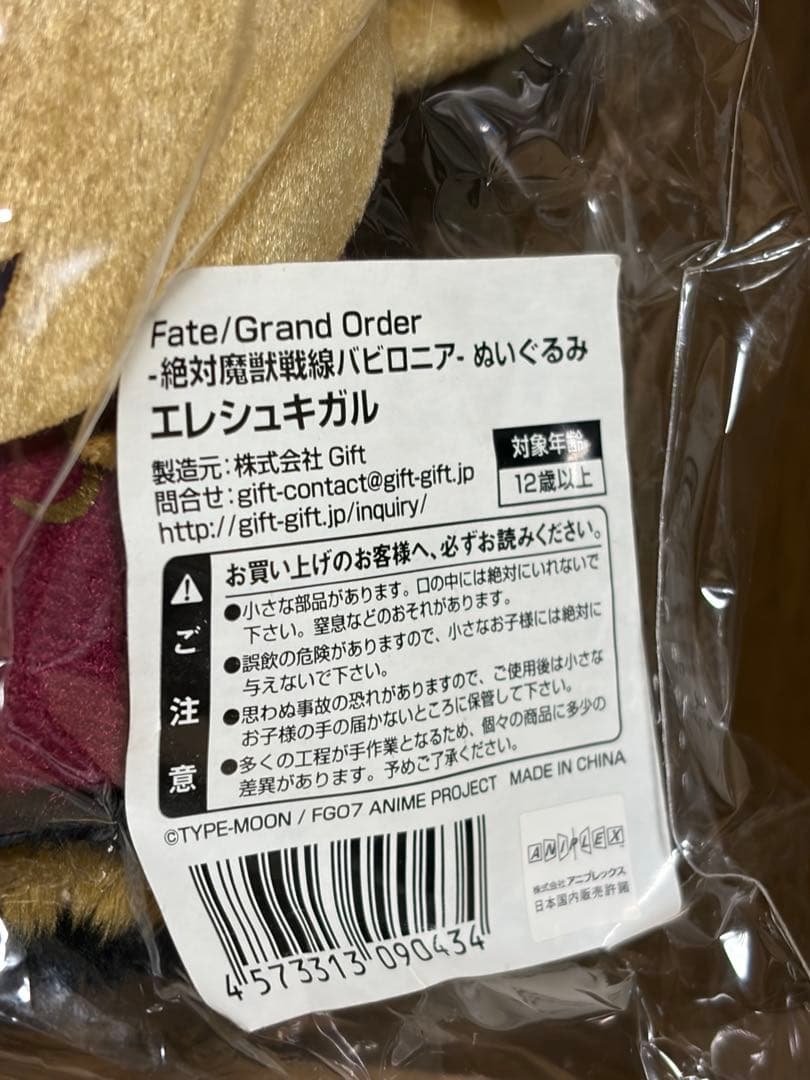 Fate/Grand Order
-絶対魔獣戦線バビロニア- ぬいぐるみ
エレシュキガル
製造元:株式会社 Gift
問合せ:gift-contact@gift-gift.jp
http://gift-gift.jp/inquiry/
対象年齢
12歳以上
ご注意
お買い上げのお客様へ、必ずお読みください。
●小さな部品があります。口の中には絶対にいれないで
下さい。窒息などのおそれがあります。
●誤飲の危険がありますので、小さなお子様には絶対に
与えないで下さい。
●思わぬ事故の恐れがありますので、ご使用後は小さな
お子様の手の届かないところに保管して下さい。
●多くの工程が手作業となるため、個々の商品に多少の
差異があります。予めご了承ください。
©TYPE-MOON / FGO7 ANIME PROJECT MADE IN CHINA
4 573313 090434
ANIPLEX
株式会社アニプレックス
日本国内販売許諾